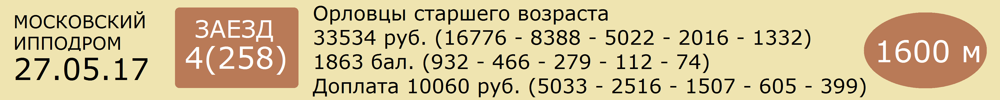 МОСКОВСКИЙ
ИППОДРОМ
27.05.17
ЗАЕЗД
4(258)
Орловцы старшего возраста
33534 руб. (16776 - 8388 - 5022 - 2016 - 1332)
1863 бал. (932 - 466 - 279 - 112 - 74)
Доплата 10060 руб. (5033 - 2516 - 1507 - 605 - 399)
1600 м